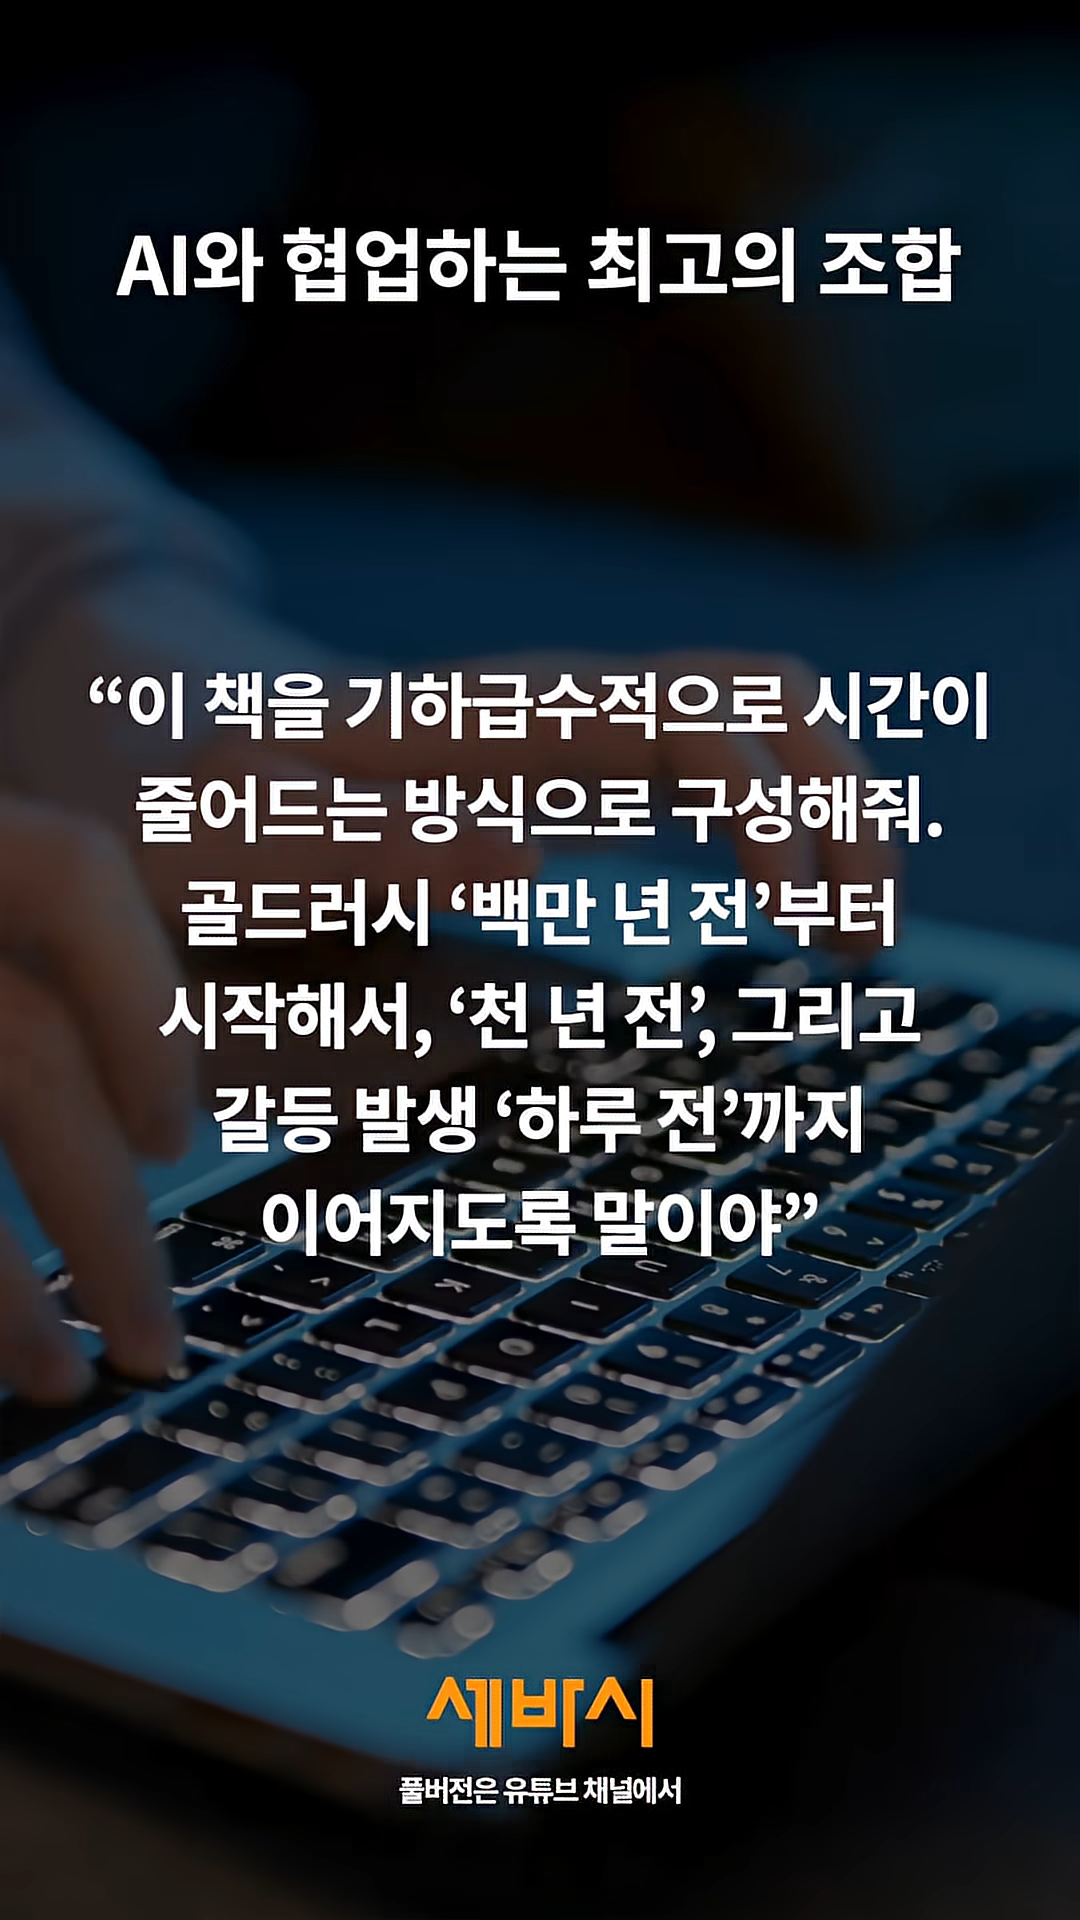 AI와 협업하는 최고의 조합
“이 책을 기하급수적으로 시간이
줄어드는 방식으로 구성해줘.
골드러시 ‘백만 년 전’부터
시작해서, ‘천 년 전’, 그리고
갈등 발생 ‘하루 전’까지
이어지도록 말이야”
세바시
풀버전은 유튜브 채널에서